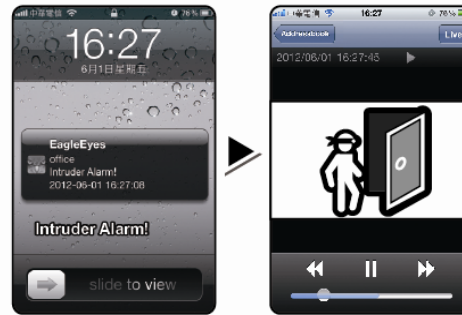 中華電信
76%
16:27
6月1日星期五
EagleEyes
office
Intruder Alarm!
2012-06-01 16:27:08
Intruder Alarm!
slide to view
16:27
76%
Addressbook
Live
2012/06/01 16:27:45